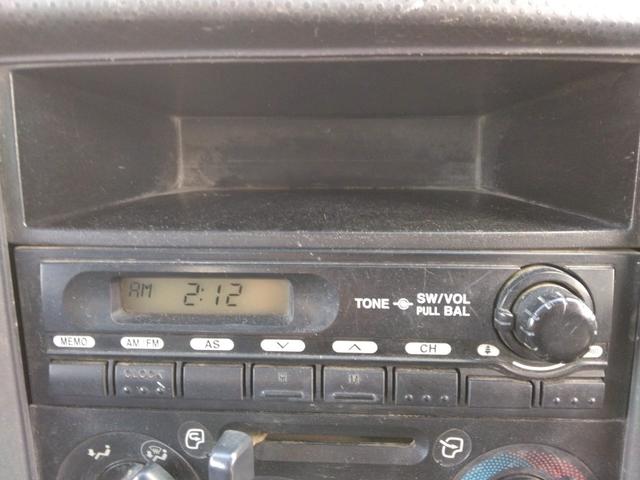 AM 2:12
TONE SW/VOL
PULL BAL
MEMO AM/FM AS CH
CLOCK
H M